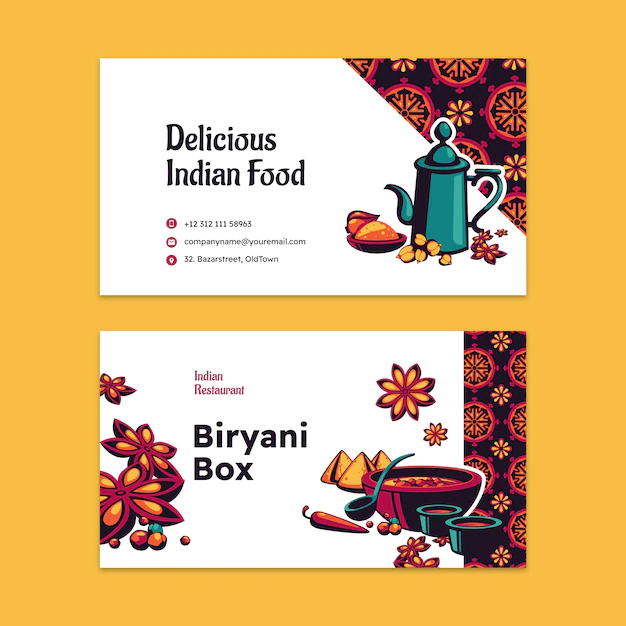 Delicious
Indian Food
+12 312 111 58963
companyname@youremail.com
32. Bazarstreet, OldTown
Indian
Restaurant
Biryani
Box